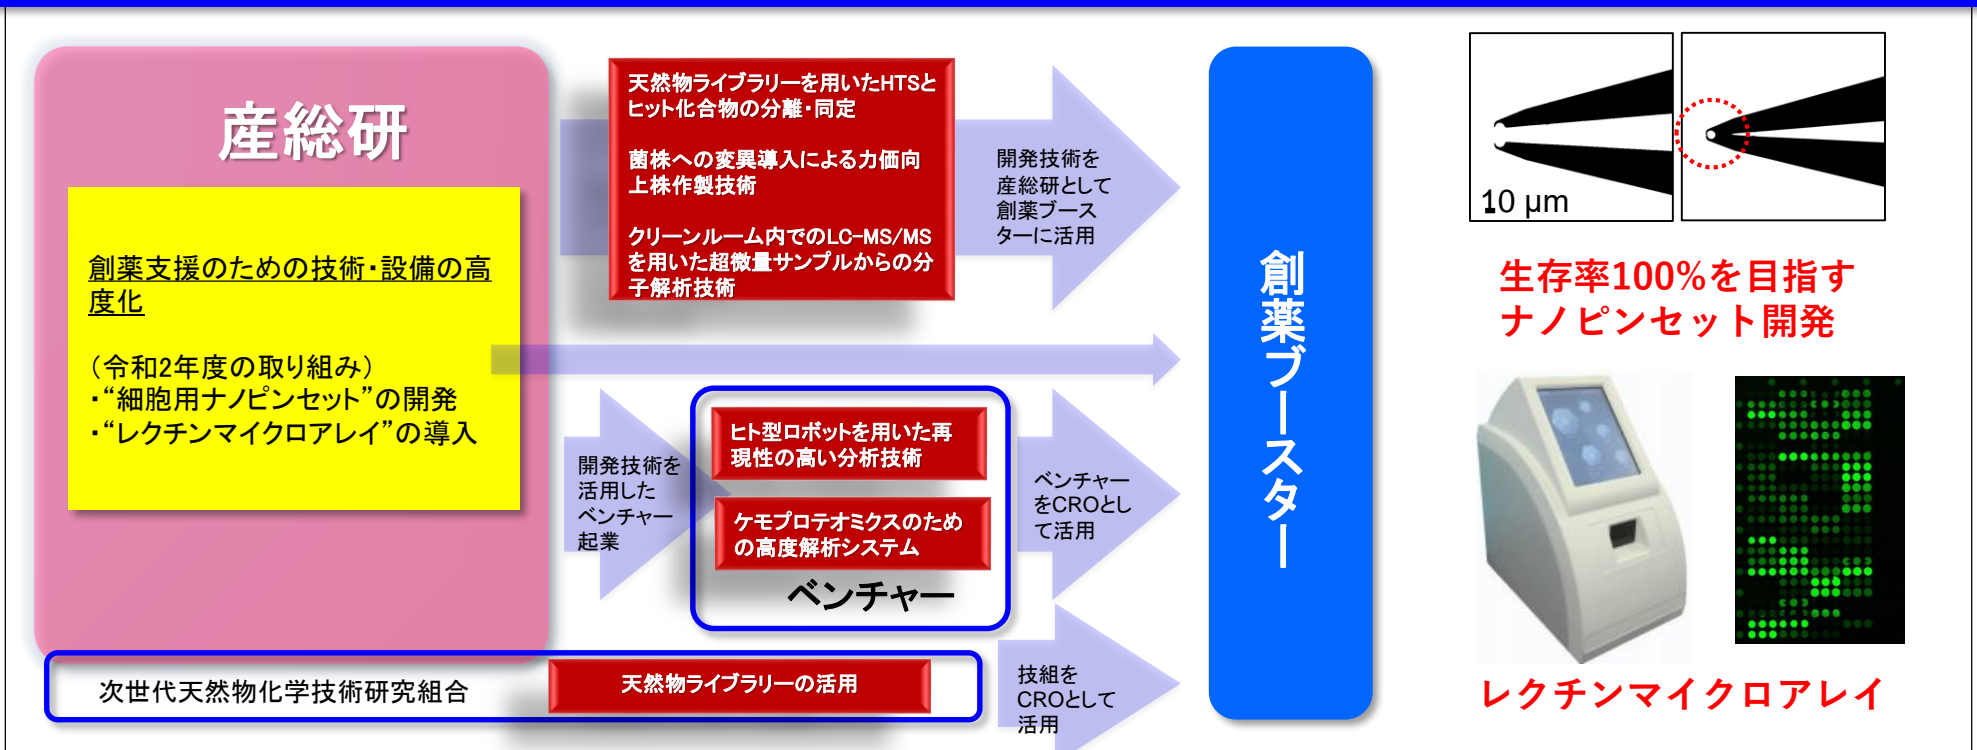 産総研
創薬支援のための技術・設備の高
度化
（令和2年度の取り組み）
・“細胞用ナノピンセット”の開発
・“レクチンマイクロアレイ”の導入
天然物ライブラリーを用いたHTSと
ヒット化合物の分離・同定
菌株への変異導入による力価向
上株作製技術
クリーンルーム内でのLC-MS/MS
を用いた超微量サンプルからの分
子解析技術
開発技術を
産総研として
創薬ブース
ターに活用
開発技術を
活用した
ベンチャー
起業
ヒト型ロボットを用いた再
現性の高い分析技術
ケモプロテオミクスのため
の高度解析システム
ベンチャー
ベンチャー
をCROとし
て活用
次世代天然物化学技術研究組合
天然物ライブラリーの活用
技組を
CROとして
活用
創薬ブースター
10 μm
生存率100%を目指す
ナノピンセット開発
レクチンマイクロアレイ